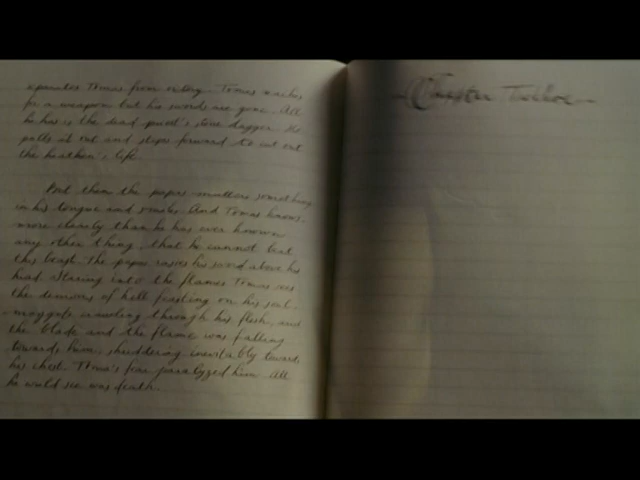 separates Tomas from victory. Tomas reaches
for a weapon but his swords are gone. All
he has is the dead priest's stone dagger. He
pulls it out and steps forward to cut out
the heathen's life.
But then the
something
in his tongue and smiles. And Tomas knows
more clearly than he has ever known
any other thing, that he cannot beat
this beast. The
raises his sword above his
head. Staring into the flames Tomas sees
the demons of hell feasting on his soul
maggots crawling through his flesh, and
the blade and the flame was falling
towards him, shuddering inevitably towards
his chest. Tomas's fear paralyzed him. All
he would see was death.
Chapter Twelve